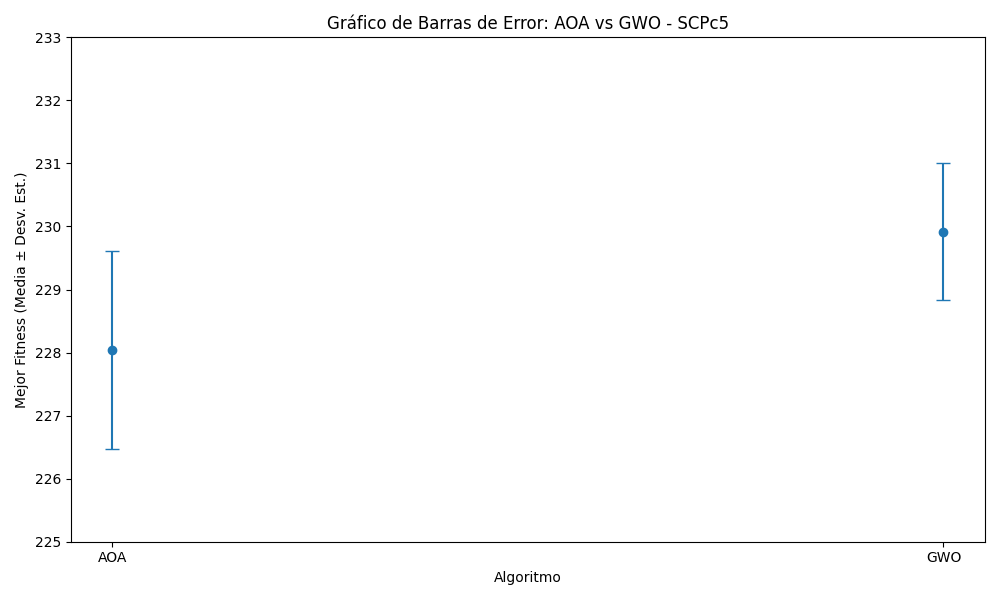 Gráfico de Barras de Error: AOA vs GWO - SCPc5
233
232
231
230
229
228
227
226
225
Mejor Fitness (Media ± Desv. Est.)
AOA
GWO
Algoritmo